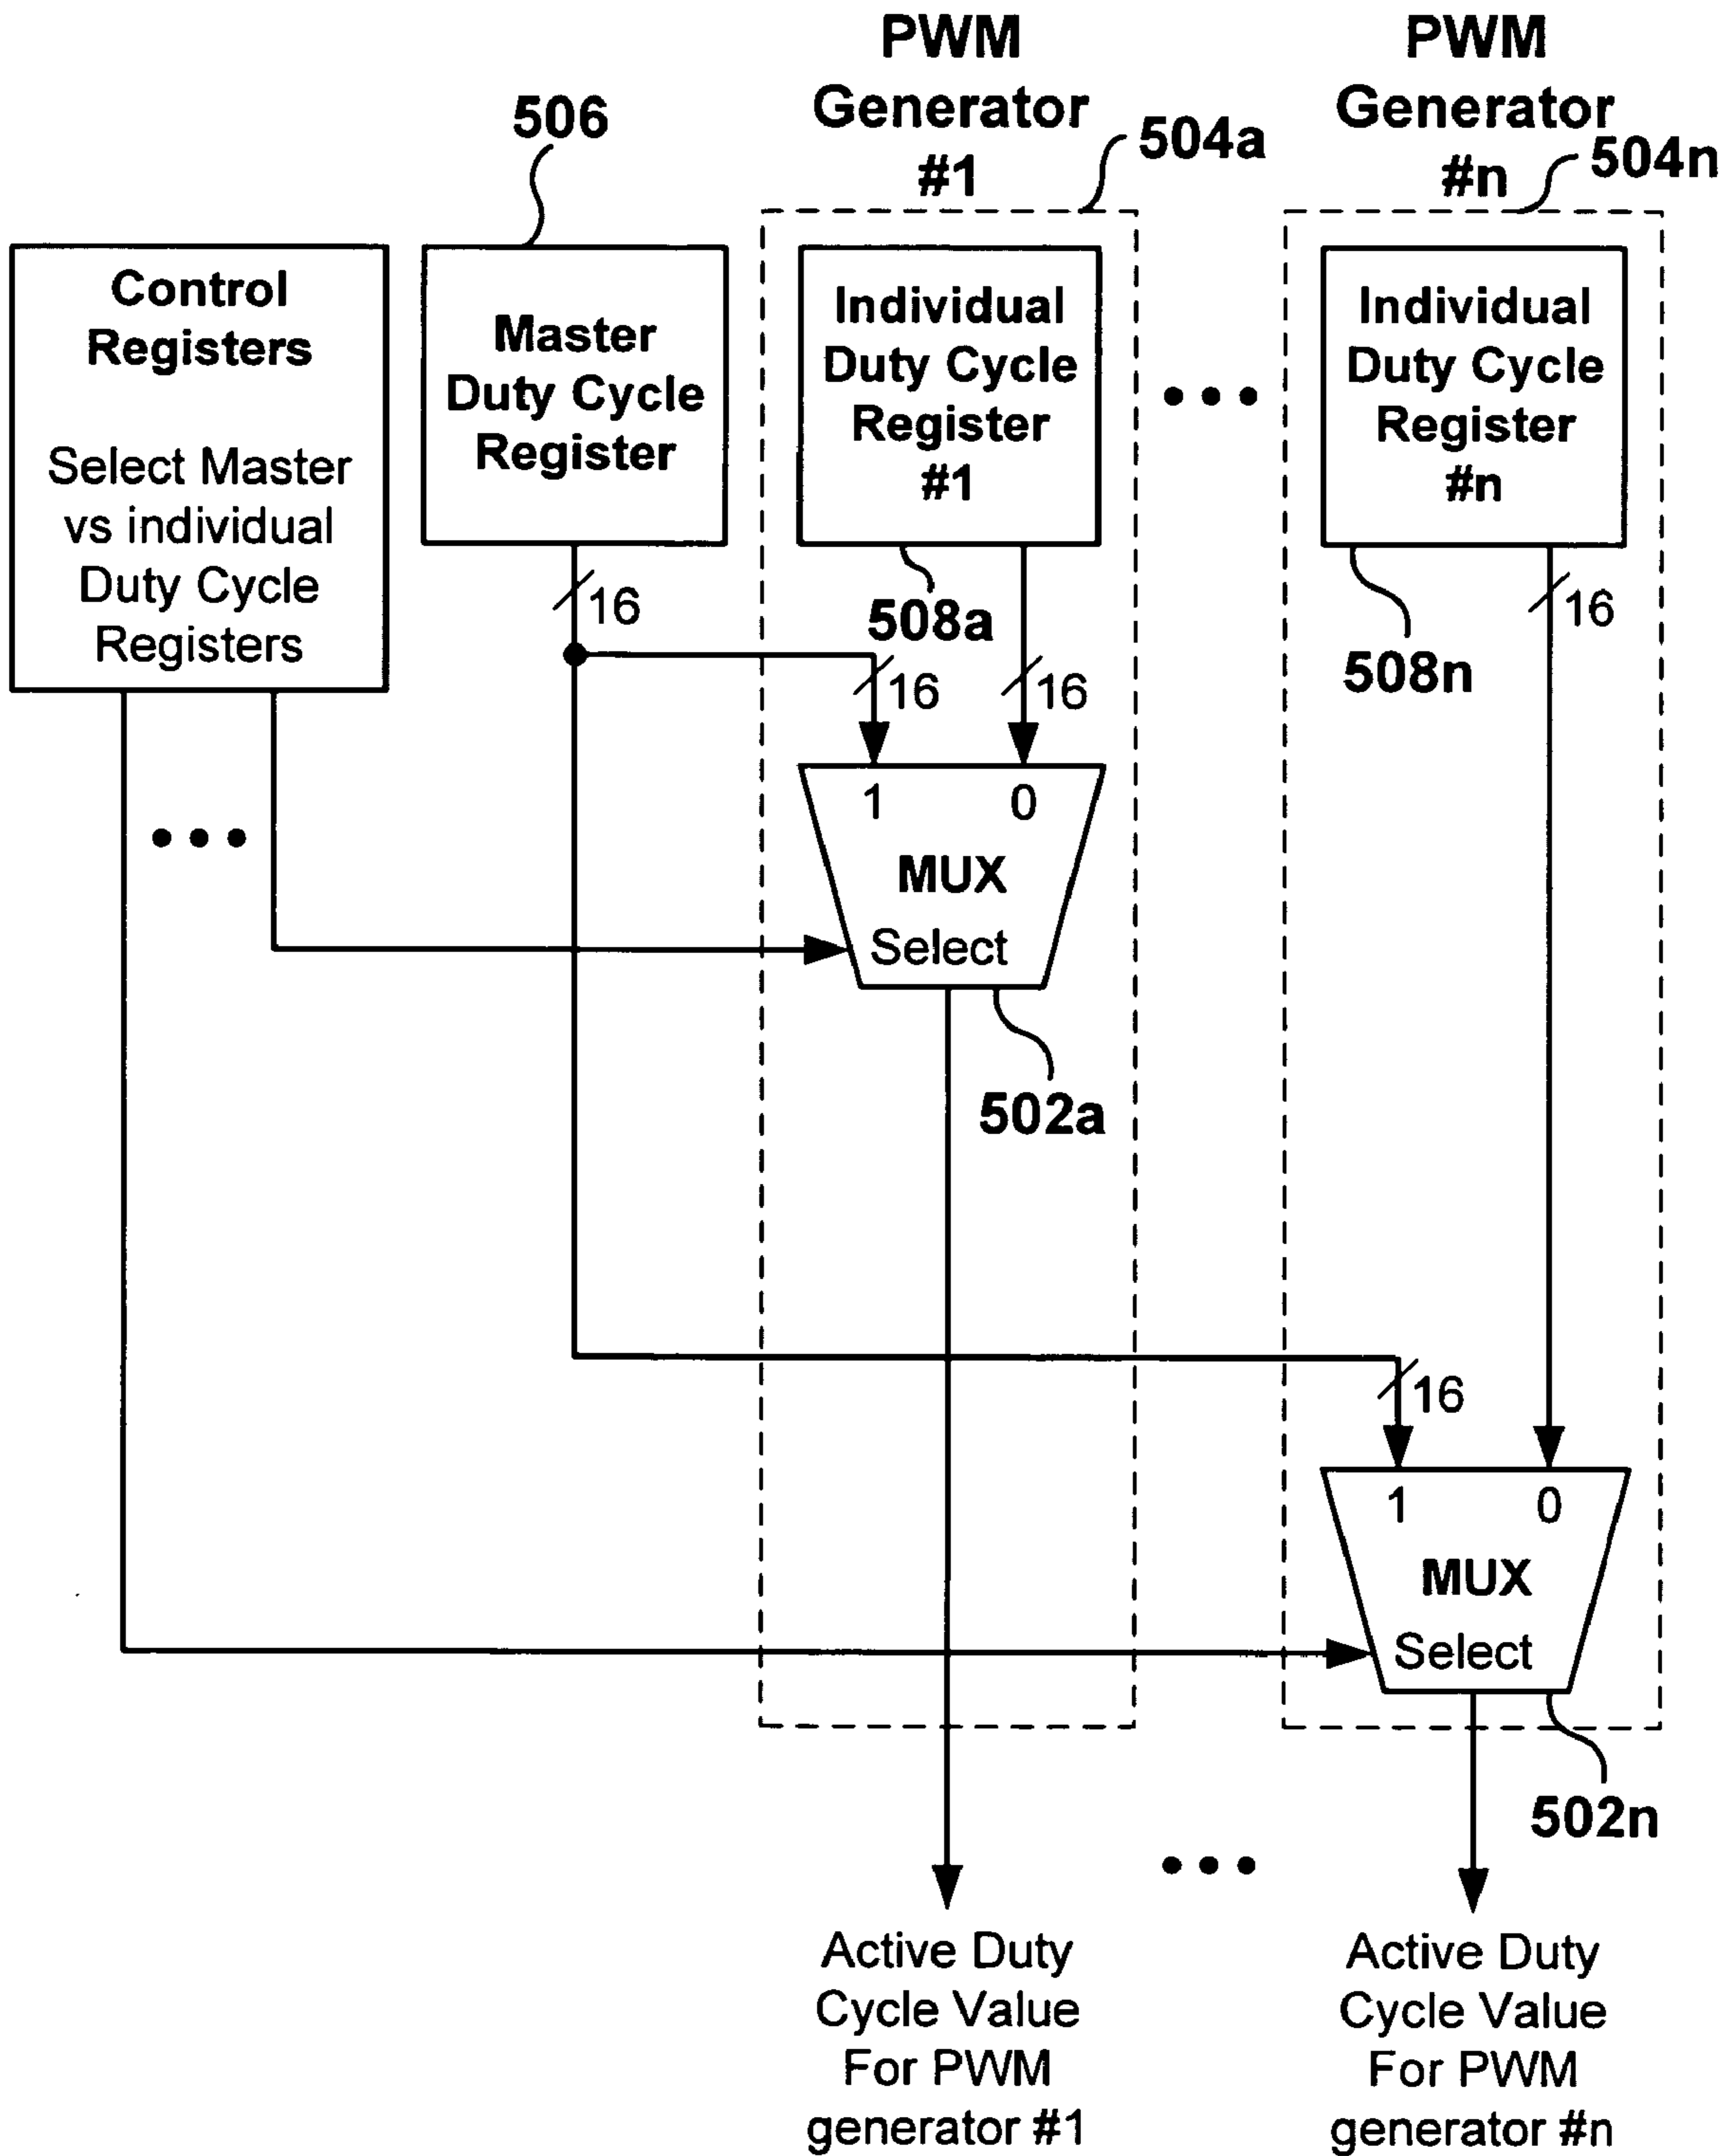 PWM
Generator
#1
504a
PWM
Generator
#n
504n
506
Control
Registers
Select Master
vs individual
Duty Cycle
Registers
Master
Duty Cycle
Register
Individual
Duty Cycle
Register
#1
Individual
Duty Cycle
Register
#n
16
508a
16
16
16
508n
1 0
MUX
Select
502a
16
1 0
MUX
Select
502n
Active Duty
Cycle Value
For PWM
generator #1
Active Duty
Cycle Value
For PWM
generator #n